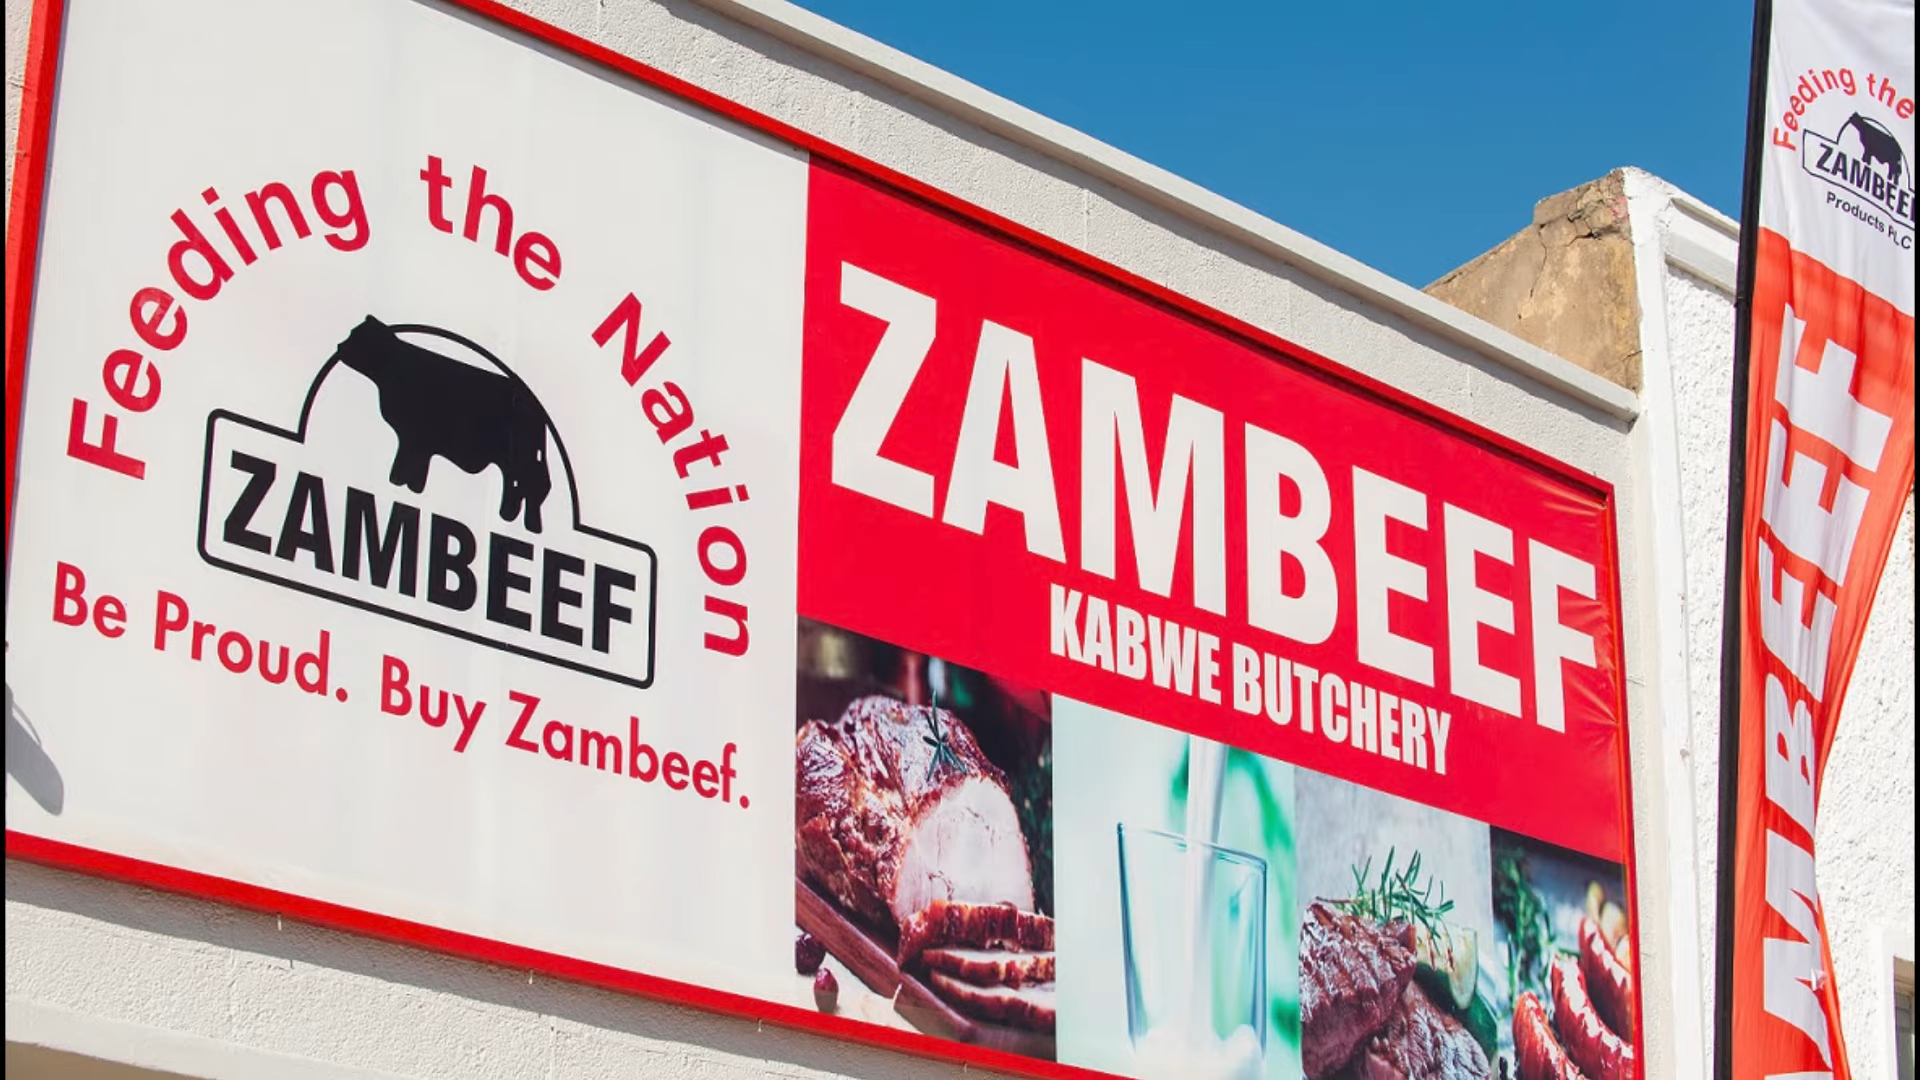 Feeding the Nation
ZAMBEEF
Be Proud. Buy Zambeef.
ZAMBEEF
KABWE BUTCHERY
Feeding the
ZAMBEEF
Products PLC
MBEEF